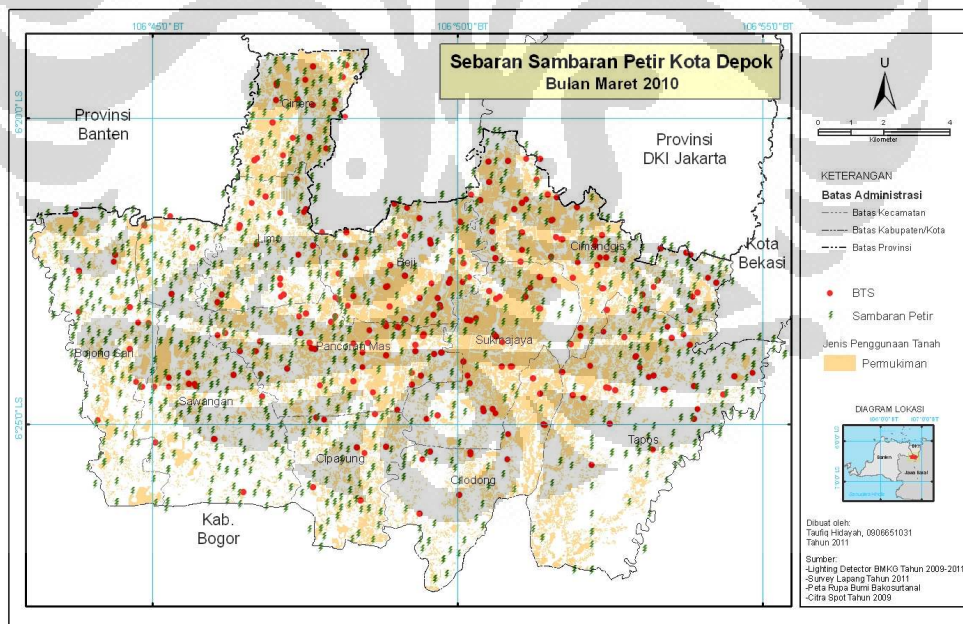 106°45'0" BT
106°50'0" BT
106°55'0" BT
Sebaran Sambaran Petir Kota Depok
Bulan Maret 2010
Provinsi
Banten
Provinsi
DKI Jakarta
Kota
Bekasi
Kab.
Bogor
6°20'0" LS
6°25'0" LS
Cinere
Limo
Beji
Cimanggis
Bojong Sari
Pancoran Mas
Sukmajaya
Sawangan
Cipayung
Cilodong
Tapos
U
0 1 2 4
Kilometer
KETERANGAN
Batas Administrasi
Batas Kecamatan
Batas Kabupaten/Kota
Batas Provinsi
BTS
Sambaran Petir
Jenis Penggunaan Tanah
Permukiman
DIAGRAM LOKASI
Banten
Jawa Barat
Dibuat oleh:
Taufiq Hidayah, 0906651031
Tahun 2011
Sumber:
-Lighting Detector BMKG Tahun 2009-2011
-Survey Lapang Tahun 2011
-Peta Rupa Bumi Bakosurtanal
-Citra Spot Tahun 2009